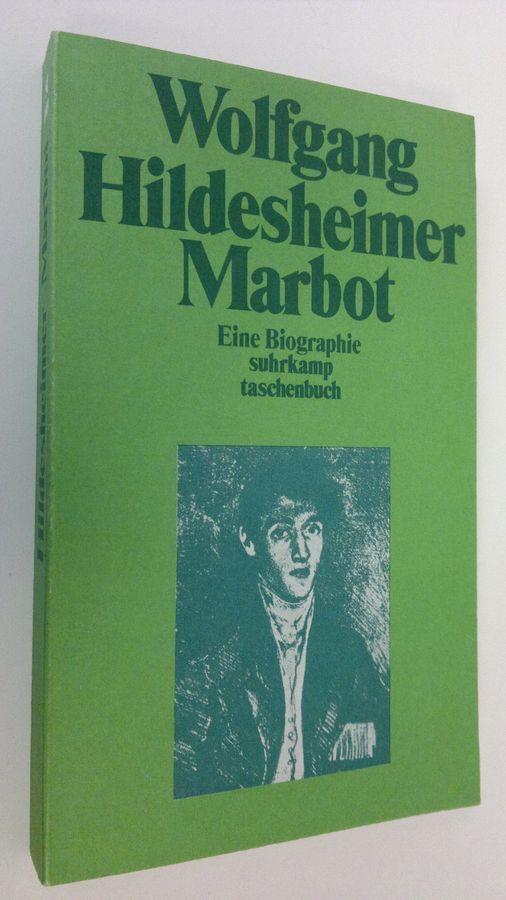 Wolfgang
Hildesheimer
Marbot
Eine Biographie
suhrkamp
taschenbuch